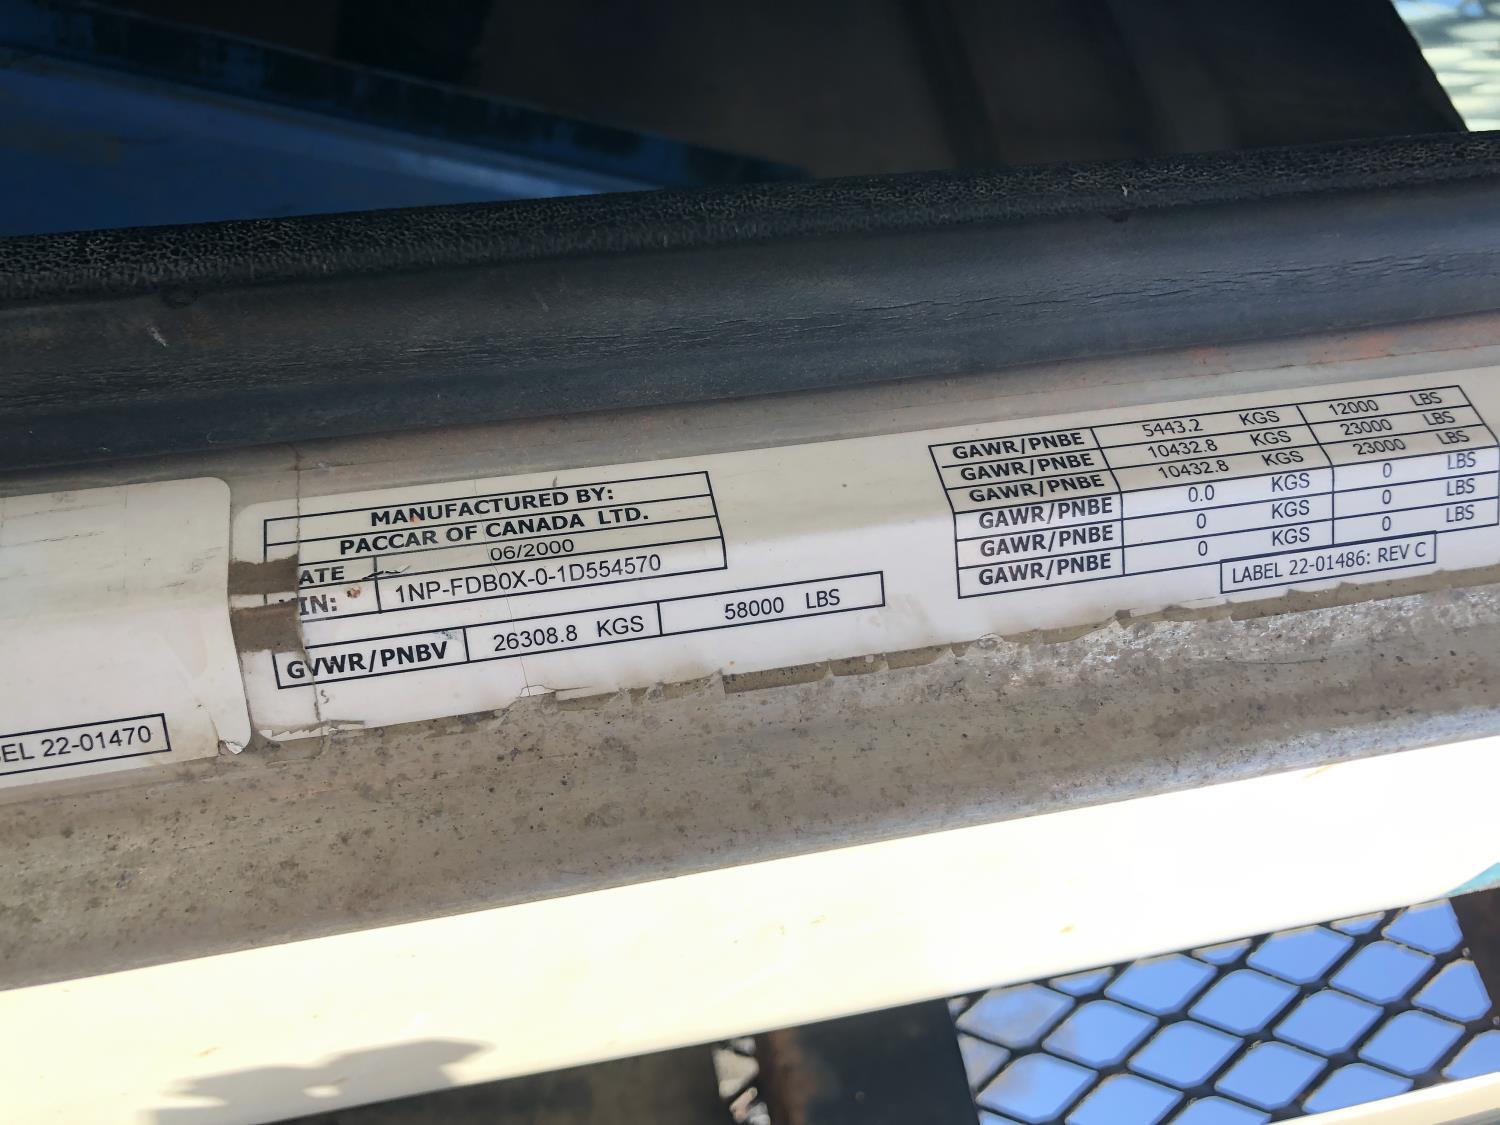 EL 22-01470
MANUFACTURED BY:
PACCAR OF CANADA LTD.
ATE 06/2000
IN: 1NP-FDB0X-0-1D554570
GVWR/PNBV 26308.8 KGS 58000 LBS
GAWR/PNBE 5443.2 KGS 12000 LBS
GAWR/PNBE 10432.8 KGS 23000 LBS
GAWR/PNBE 10432.8 KGS 23000 LBS
GAWR/PNBE 0.0 KGS 0 LBS
GAWR/PNBE 0 KGS 0 LBS
GAWR/PNBE 0 KGS 0 LBS
LABEL 22-01486: REV C